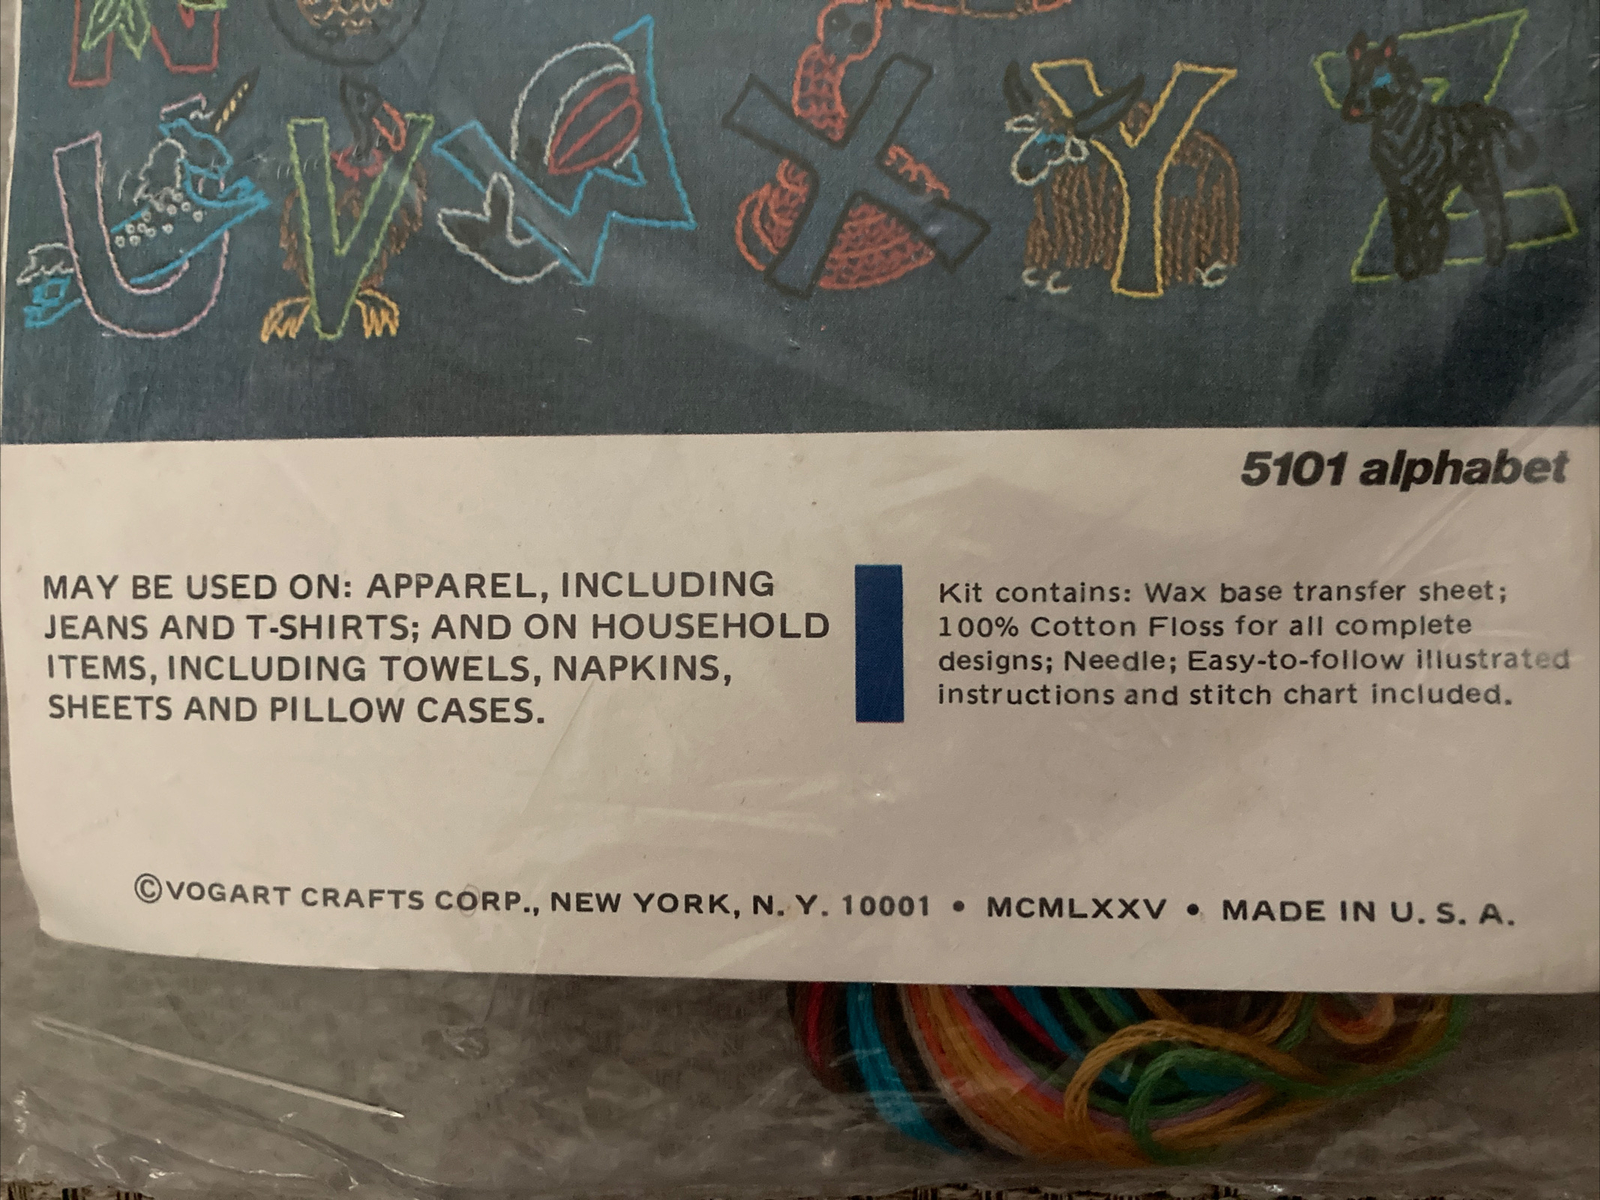 N
U V W X Y Z
5101 alphabet
MAY BE USED ON: APPAREL, INCLUDING
JEANS AND T-SHIRTS; AND ON HOUSEHOLD
ITEMS, INCLUDING TOWELS, NAPKINS,
SHEETS AND PILLOW CASES.
Kit contains: Wax base transfer sheet;
100% Cotton Floss for all complete
designs; Needle; Easy-to-follow illustrated
instructions and stitch chart included.
©VOGART CRAFTS CORP., NEW YORK, N. Y. 10001 • MCMLXXV • MADE IN U. S. A.